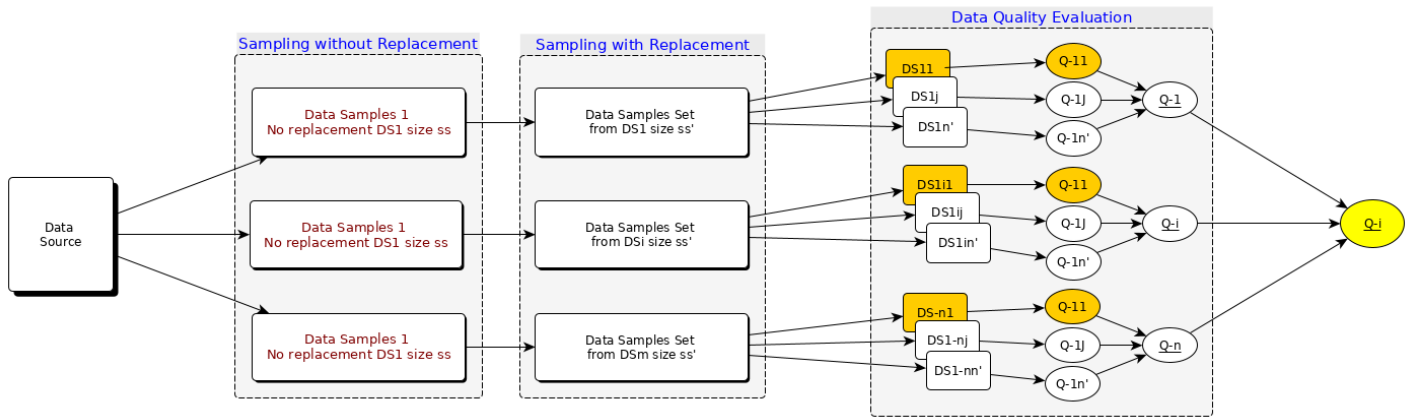 Data Quality Evaluation
Sampling without Replacement
Sampling with Replacement
Data
Source
Data Samples 1
No replacement DS1 size ss
Data Samples 1
No replacement DS1 size ss
Data Samples 1
No replacement DS1 size ss
Data Samples Set
from DS1 size ss'
Data Samples Set
from DSi size ss'
Data Samples Set
from DSm size ss'
DS11
DS1j
DS1n'
Q-11
Q-1J
Q-1n'
Q-1
DS1i1
DS1ij
DS1in'
Q-11
Q-1J
Q-1n'
Q-i
DS-n1
DS1-nj
DS1-nn'
Q-11
Q-1J
Q-1n'
Q-n
Q-i